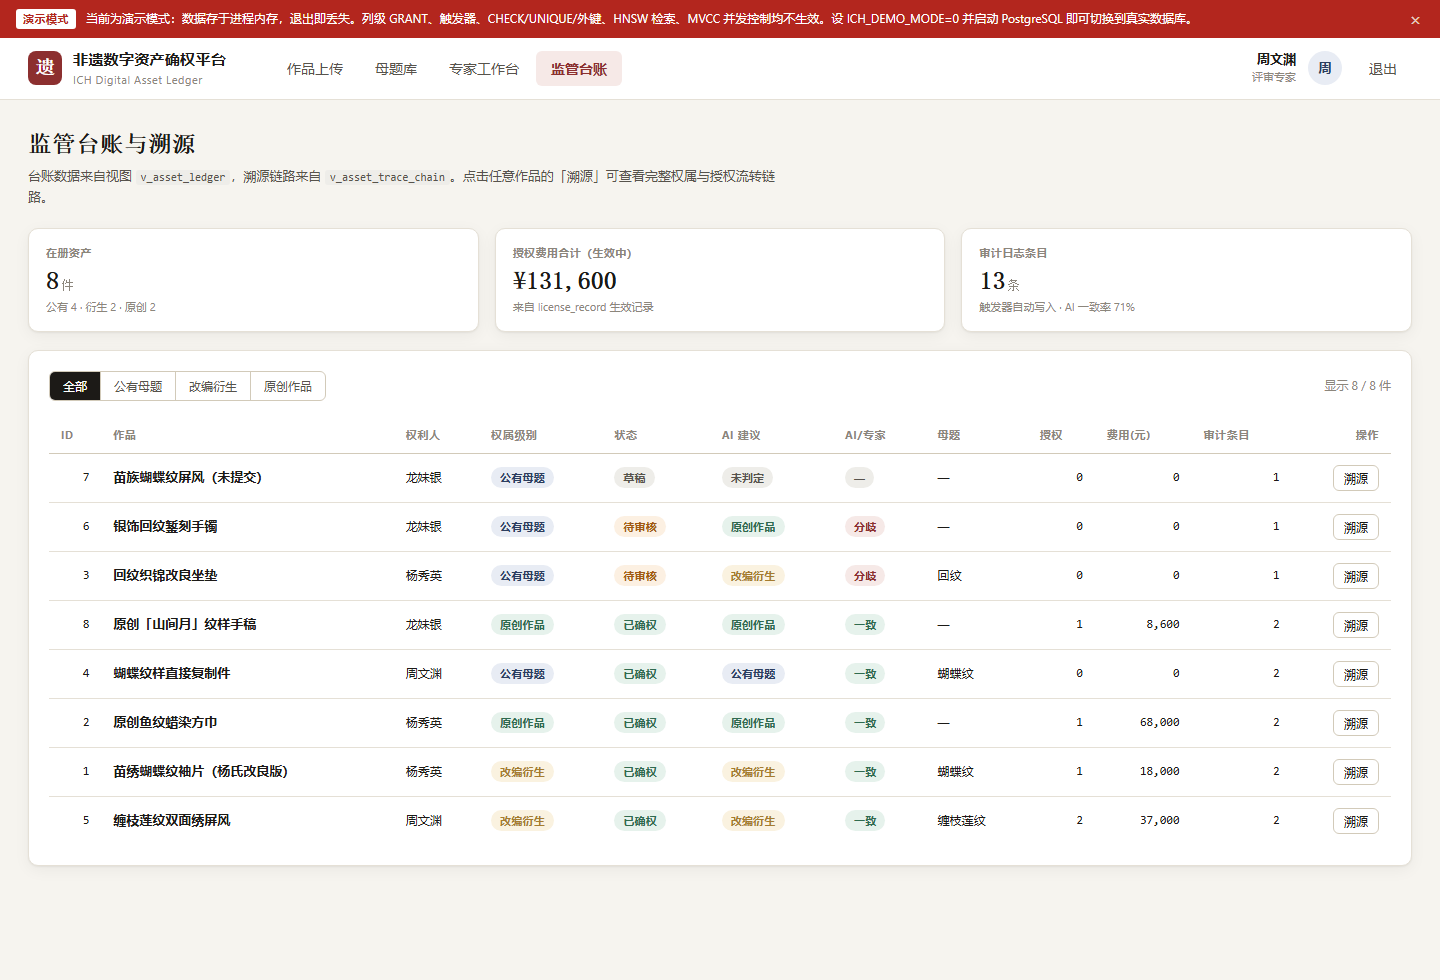 演示模式 当前为演示模式：数据存于进程内存，退出即丢失。列级 GRANT、触发器、CHECK/UNIQUE/外键、HNSW 检索、MVCC 并发控制均不生效。设 ICH_DEMO_MODE=0 并启动 PostgreSQL 即可切换到真实数据库。 ×
遗 非遗数字资产确权平台
ICH Digital Asset Ledger
作品上传 母题库 专家工作台 监管台账
周文渊
评审专家
周 退出
监管台账与溯源
台账数据来自视图 v_asset_ledger ，溯源链路来自 v_asset_trace_chain 。点击任意作品的「溯源」可查看完整权属与授权流转链
路。
在册资产
8 件
公有 4 · 衍生 2 · 原创 2
授权费用合计（生效中）
¥131,600
来自 license_record 生效记录
审计日志条目
13 条
触发器自动写入 · AI 一致率 71%
全部 公有母题 改编衍生 原创作品 显示 8 / 8 件
ID 作品 权利人 权属级别 状态 AI 建议 AI/专家 母题 授权 费用(元) 审计条目 操作
7 苗族蝴蝶纹屏风（未提交） 龙妹银 公有母题 草稿 未判定 — — 0 0 1 溯源
6 银饰回纹錾刻手镯 龙妹银 公有母题 待审核 原创作品 分歧 — 0 0 1 溯源
3 回纹织锦改良坐垫 杨秀英 公有母题 待审核 改编衍生 分歧 回纹 0 0 1 溯源
8 原创「山间月」纹样手稿 龙妹银 原创作品 已确权 原创作品 一致 — 1 8,600 2 溯源
4 蝴蝶纹样直接复制件 周文渊 公有母题 已确权 公有母题 一致 蝴蝶纹 0 0 2 溯源
2 原创鱼纹蜡染方巾 杨秀英 原创作品 已确权 原创作品 一致 — 1 68,000 2 溯源
1 苗绣蝴蝶纹袖片（杨氏改良版） 杨秀英 改编衍生 已确权 改编衍生 一致 蝴蝶纹 1 18,000 2 溯源
5 缠枝莲纹双面绣屏风 周文渊 改编衍生 已确权 改编衍生 一致 缠枝莲纹 2 37,000 2 溯源